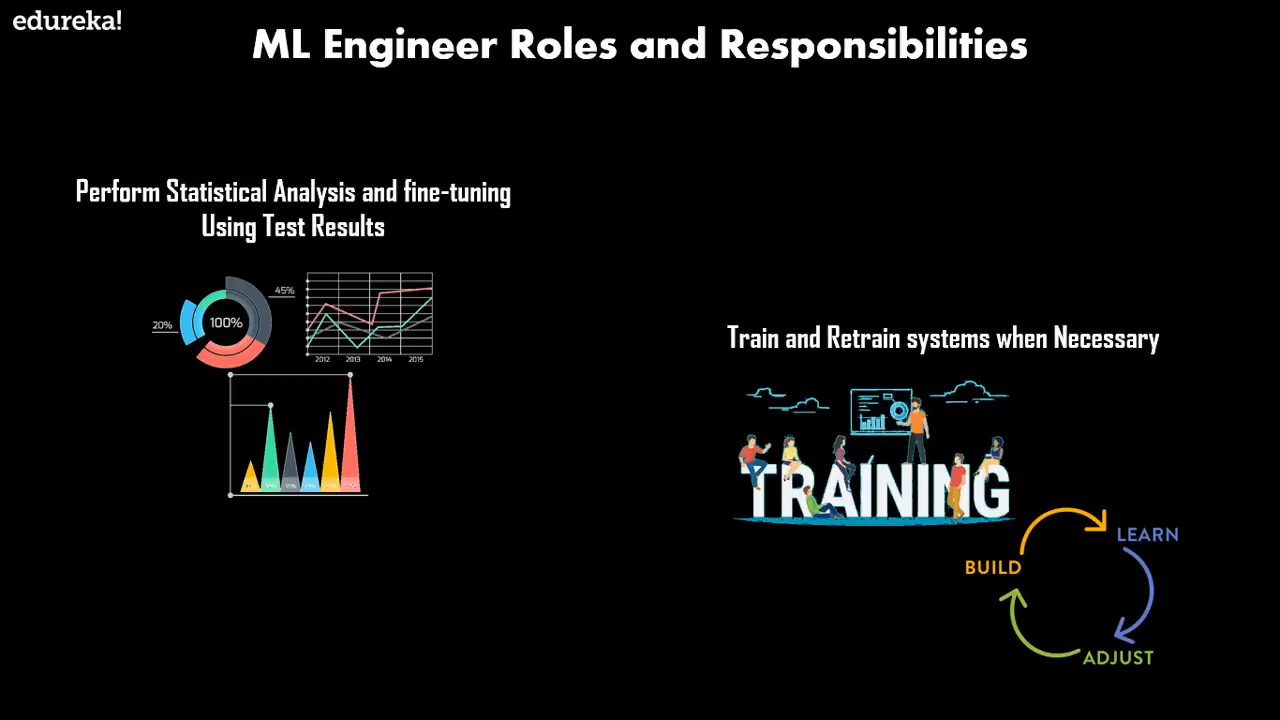 edureka!
ML Engineer Roles and Responsibilities
Perform Statistical Analysis and fine-tuning
Using Test Results
45%
20%
100%
2012 2013 2014 2015
Train and Retrain systems when Necessary
TRAINING
LEARN
BUILD
ADJUST